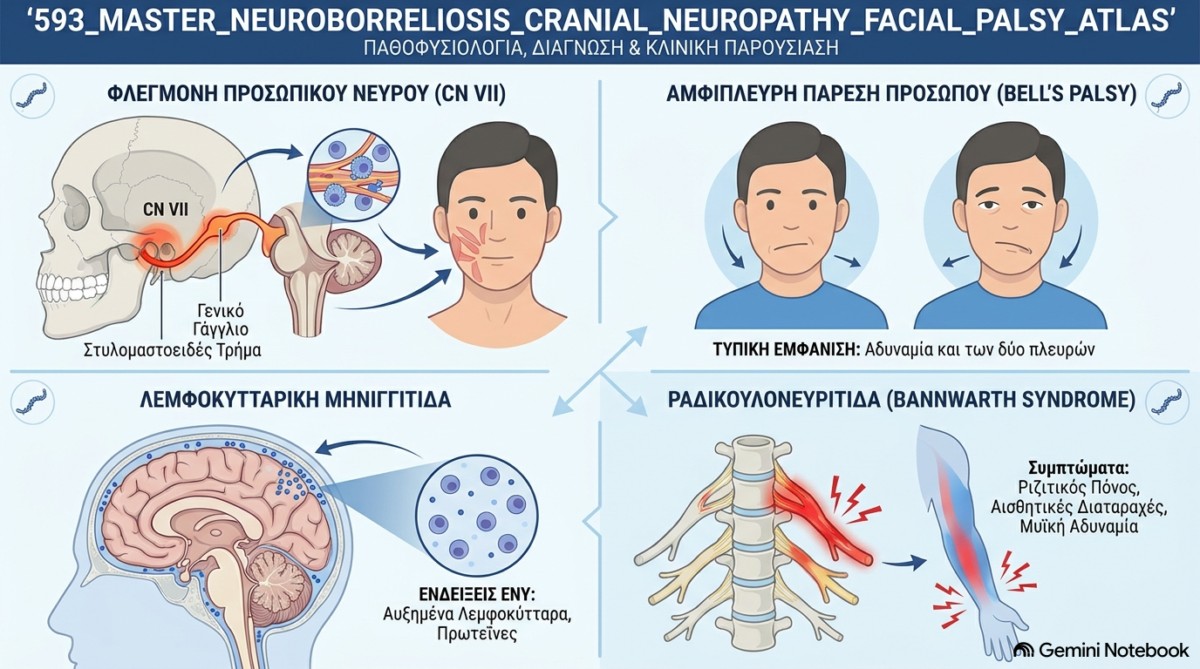 ‘593_MASTER_NEUROBORRELIOSIS_CRANIAL_NEUROPATHY_FACIAL_PALSY_ATLAS’
ΠΑΘΟΦΥΣΙΟΛΟΓΙΑ, ΔΙΑΓΝΩΣΗ & ΚΛΙΝΙΚΗ ΠΑΡΟΥΣΙΑΣΗ
ΦΛΕΓΜΟΝΗ ΠΡΟΣΩΠΙΚΟΥ ΝΕΥΡΟΥ (CN VII)
CN VII
Γενικό
Γάγγλιο
Στυλομαστοειδές Τρήμα
ΑΜΦΙΠΛΕΥΡΗ ΠΑΡΕΣΗ ΠΡΟΣΩΠΟΥ (BELL’S PALSY)
ΤΥΠΙΚΗ ΕΜΦΑΝΙΣΗ: Αδυναμία και των δύο πλευρών
ΛΕΜΦΟΚΥΤΤΑΡΙΚΗ ΜΗΝΙΓΓΙΤΙΔΑ
ΕΝΔΕΙΞΕΙΣ ΕΝΥ:
Αυξημένα Λεμφοκύτταρα,
Πρωτεΐνες
ΡΑΔΙΚΟΥΛΟΝΕΥΡΙΤΙΔΑ (BANNWARTH SYNDROME)
Συμπτώματα:
Ριζιτικός Πόνος,
Αισθητικές Διαταραχές,
Μυϊκή Αδυναμία
Gemini Notebook